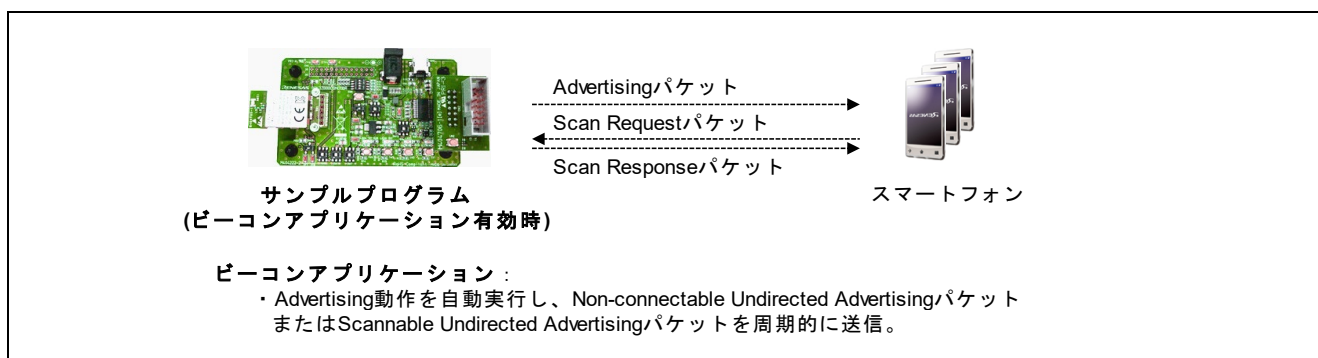 Advertisingパケット
Scan Requestパケット
Scan Responseパケット
サンプルプログラム
(ビーコンアプリケーション有効時)
スマートフォン
ビーコンアプリケーション :
・Advertising動作を自動実行し、Non-connectable Undirected Advertisingパケット
またはScannable Undirected Advertisingパケットを周期的に送信。